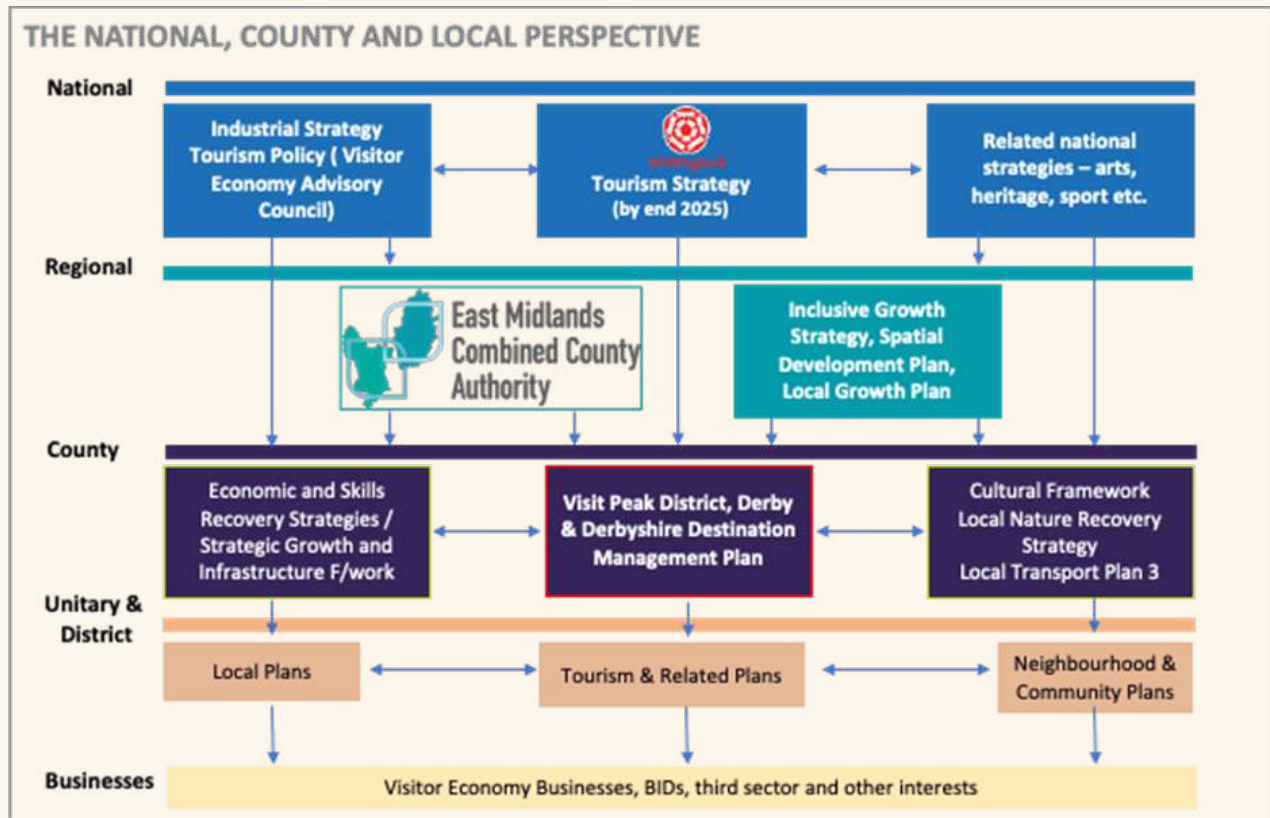 THE NATIONAL, COUNTY AND LOCAL PERSPECTIVE
National
Industrial Strategy
Tourism Policy ( Visitor
Economy Advisory
Council)
Tourism Strategy
(by end 2025)
Related national
strategies – arts,
heritage, sport etc.
Regional
East Midlands
Combined County
Authority
Inclusive Growth
Strategy, Spatial
Development Plan,
Local Growth Plan
County
Economic and Skills
Recovery Strategies /
Strategic Growth and
Infrastructure F/work
Visit Peak District, Derby
& Derbyshire Destination
Management Plan
Cultural Framework
Local Nature Recovery
Strategy
Local Transport Plan 3
Unitary &
District
Local Plans
Tourism & Related Plans
Neighbourhood &
Community Plans
Businesses
Visitor Economy Businesses, BIDs, third sector and other interests